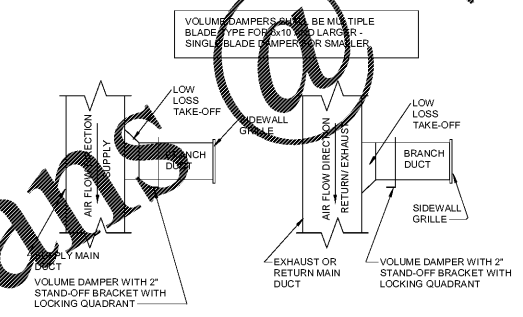 VOLUME DAMPERS SHALL BE MULTIPLE
BLADE TYPE FOR 6x10 AND LARGER -
SINGLE BLADE DAMPER FOR SMALLER
LOW
LOSS
TAKE-OFF
SIDEWALL
GRILLE
AIR FLOW DIRECTION
SUPPLY
BRANCH
DUCT
SUPPLY MAIN
DUCT
VOLUME DAMPER WITH 2"
STAND-OFF BRACKET WITH
LOCKING QUADRANT
LOW
LOSS
TAKE-OFF
AIR FLOW DIRECTION
RETURN/ EXHAUST
BRANCH
DUCT
SIDEWALL
GRILLE
EXHAUST OR
RETURN MAIN
DUCT
VOLUME DAMPER WITH 2"
STAND-OFF BRACKET WITH
LOCKING QUADRANT
ans @